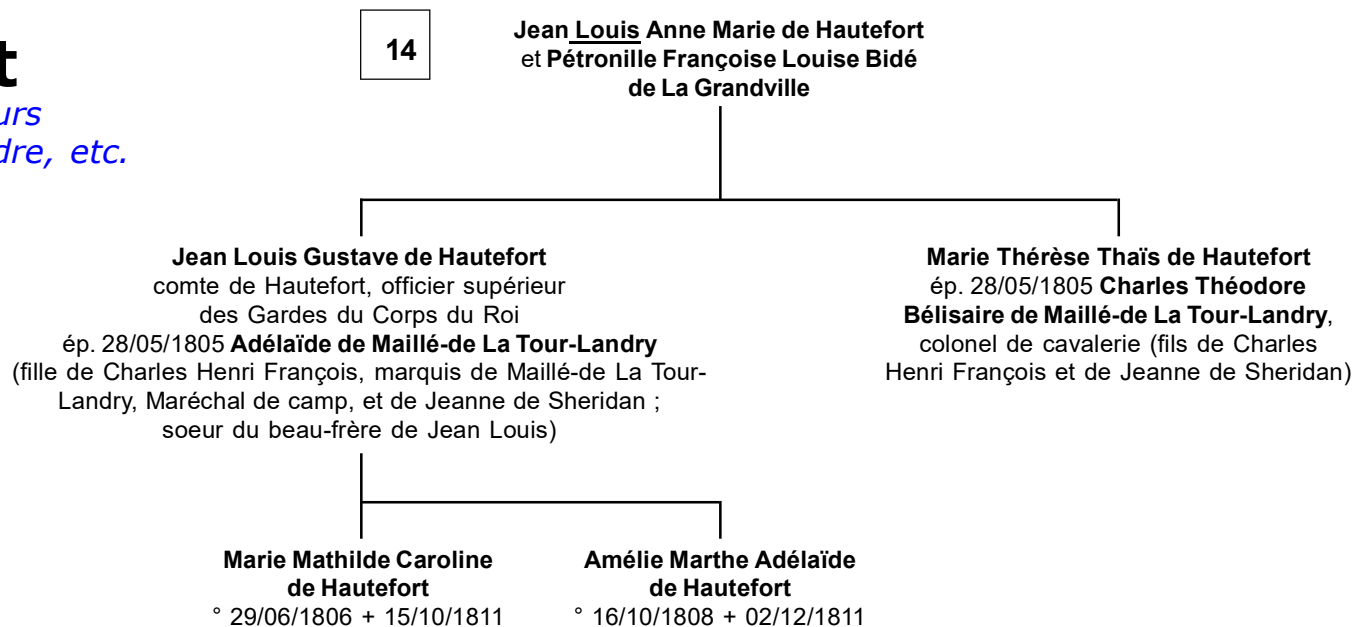 t
urs
dre, etc.
14
Jean Louis Anne Marie de Hautefort
et Pétronille Françoise Louise Bidé
de La Grandville
Jean Louis Gustave de Hautefort
comte de Hautefort, officier supérieur
des Gardes du Corps du Roi
ép. 28/05/1805 Adélaïde de Maillé-de La Tour-Landry
(fille de Charles Henri François, marquis de Maillé-de La Tour-
Landry, Maréchal de camp, et de Jeanne de Sheridan ;
soeur du beau-frère de Jean Louis)
Marie Thérèse Thaïs de Hautefort
ép. 28/05/1805 Charles Théodore
Bélisaire de Maillé-de La Tour-Landry,
colonel de cavalerie (fils de Charles
Henri François et de Jeanne de Sheridan)
Marie Mathilde Caroline
de Hautefort
° 29/06/1806 + 15/10/1811
Amélie Marthe Adélaïde
de Hautefort
° 16/10/1808 + 02/12/1811